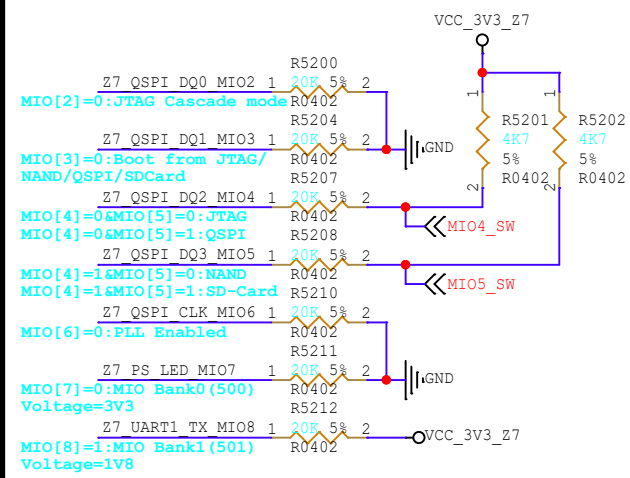 VCC_3V3_Z7
R5200
Z7_QSPI_DQ0_MIO2 1 20K 5% 2
MIO[2]=0:JTAG Cascade mode R0402
R5204
Z7_QSPI_DQ1_MIO3 1 20K 5% 2
MIO[3]=0:Boot from JTAG/ R0402
NAND/QSPI/SDCard
GND
1 R5201
4K7
5%
2 R0402
1 R5202
4K7
5%
2 R0402
R5207
Z7_QSPI_DQ2_MIO4 1 20K 5% 2
MIO[4]=0&MIO[5]=0:JTAG R0402
MIO[4]=0&MIO[5]=1:QSPI
MIO4_SW
R5208
Z7_QSPI_DQ3_MIO5 1 20K 5% 2
MIO[4]=1&MIO[5]=0:NAND R0402
MIO[4]=1&MIO[5]=1:SD-Card
MIO5_SW
R5210
Z7_QSPI_CLK_MIO6 1 20K 5% 2
MIO[6]=0:PLL Enabled R0402
R5211
Z7_PS_LED_MIO7 1 20K 5% 2
GND
MIO[7]=0:MIO Bank0(500) R0402
Voltage=3V3
R5212
Z7_UART1_TX_MIO8 1 20K 5% 2
VCC_3V3_Z7
MIO[8]=1:MIO Bank1(501) R0402
Voltage=1V8